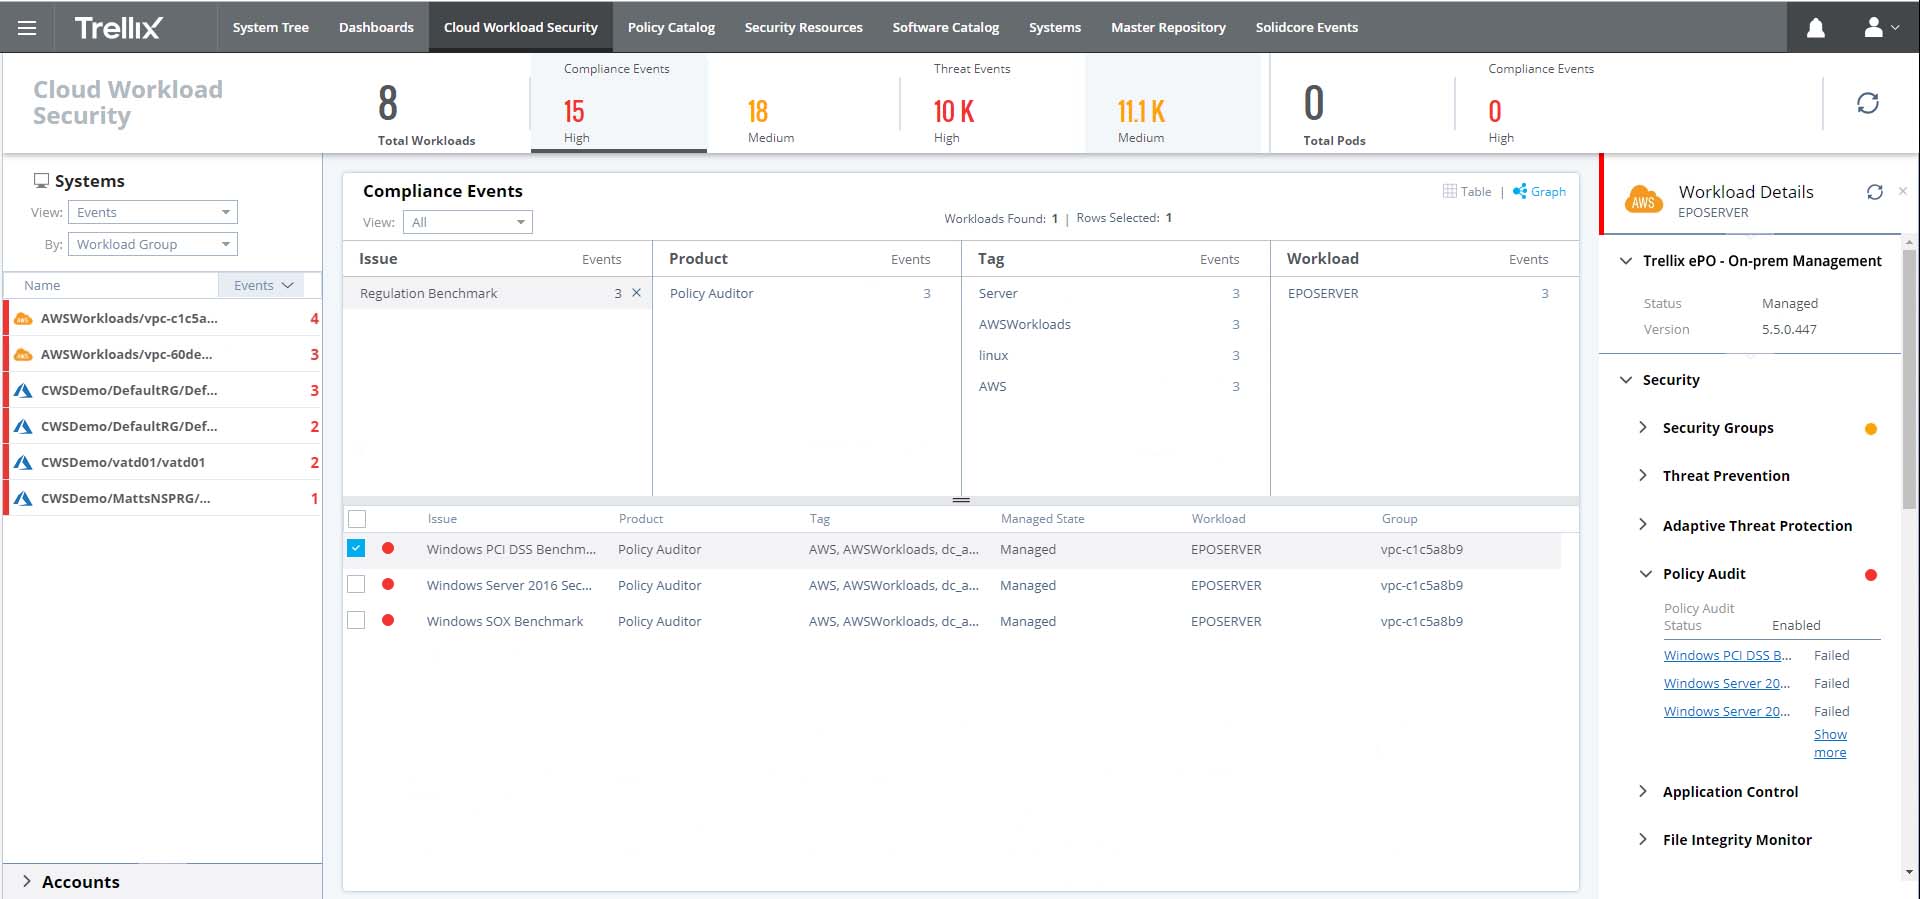 Trellix
System Tree
Dashboards
Cloud Workload Security
Policy Catalog
Security Resources
Software Catalog
Systems
Master Repository
Solidcore Events
Cloud Workload
Security
8
Total Workloads
Compliance Events
15
High
18
Medium
Threat Events
10 K
High
11.1 K
Medium
0
Total Pods
Compliance Events
0
High
Systems
View: Events
By: Workload Group
Name Events
AWSWorkloads/vpc-c1c5a... 4
AWSWorkloads/vpc-60de... 3
CWSDemo/DefaultRG/Def... 3
CWSDemo/DefaultRG/Def... 2
CWSDemo/vatd01/vatd01 2
CWSDemo/MattsNSPRG/... 1
Accounts
Compliance Events
Table | Graph
View: All
Workloads Found: 1 | Rows Selected: 1
Issue Events Product Events Tag Events Workload Events
Regulation Benchmark 3 Policy Auditor 3 Server 3 EPOSERVER 3
AWSWorkloads 3
linux 3
AWS 3
Issue Product Tag Managed State Workload Group
Windows PCI DSS Benchm... Policy Auditor AWS, AWSWorkloads, dc_a... Managed EPOSERVER vpc-c1c5a8b9
Windows Server 2016 Sec... Policy Auditor AWS, AWSWorkloads, dc_a... Managed EPOSERVER vpc-c1c5a8b9
Windows SOX Benchmark Policy Auditor AWS, AWSWorkloads, dc_a... Managed EPOSERVER vpc-c1c5a8b9
AWS
Workload Details
EPOSERVER
Trellix ePO - On-prem Management
Status Managed
Version 5.5.0.447
Security
Security Groups
Threat Prevention
Adaptive Threat Protection
Policy Audit
Policy Audit
Status Enabled
Windows PCI DSS B... Failed
Windows Server 20... Failed
Windows Server 20... Failed
Show
more
Application Control
File Integrity Monitor